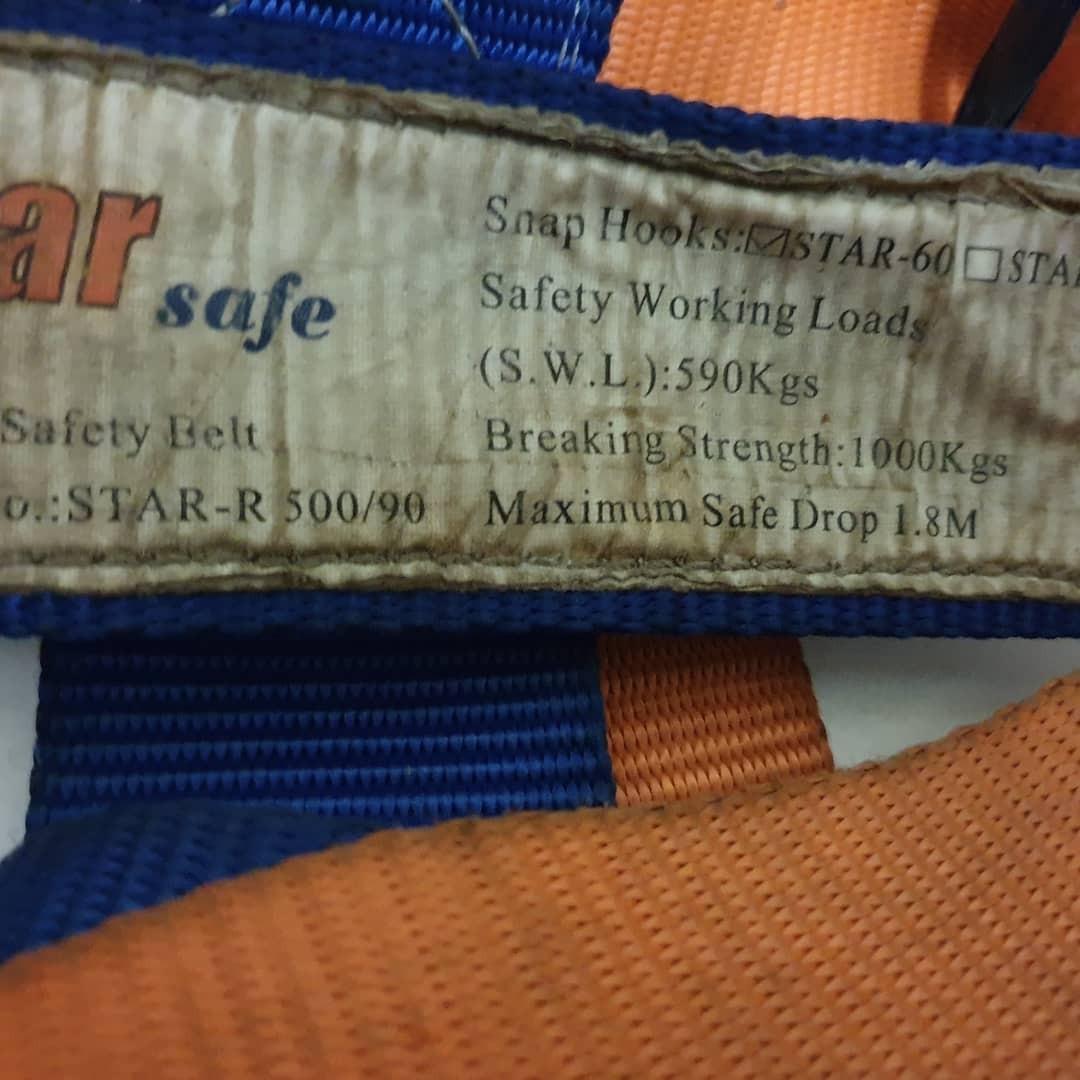 ar safe
Safety Belt
o.:STAR-R 500/90
Snap Hooks:☑STAR-60 ☐STA
Safety Working Loads
(S.W.L.):590Kgs
Breaking Strength:1000Kgs
Maximum Safe Drop 1.8M